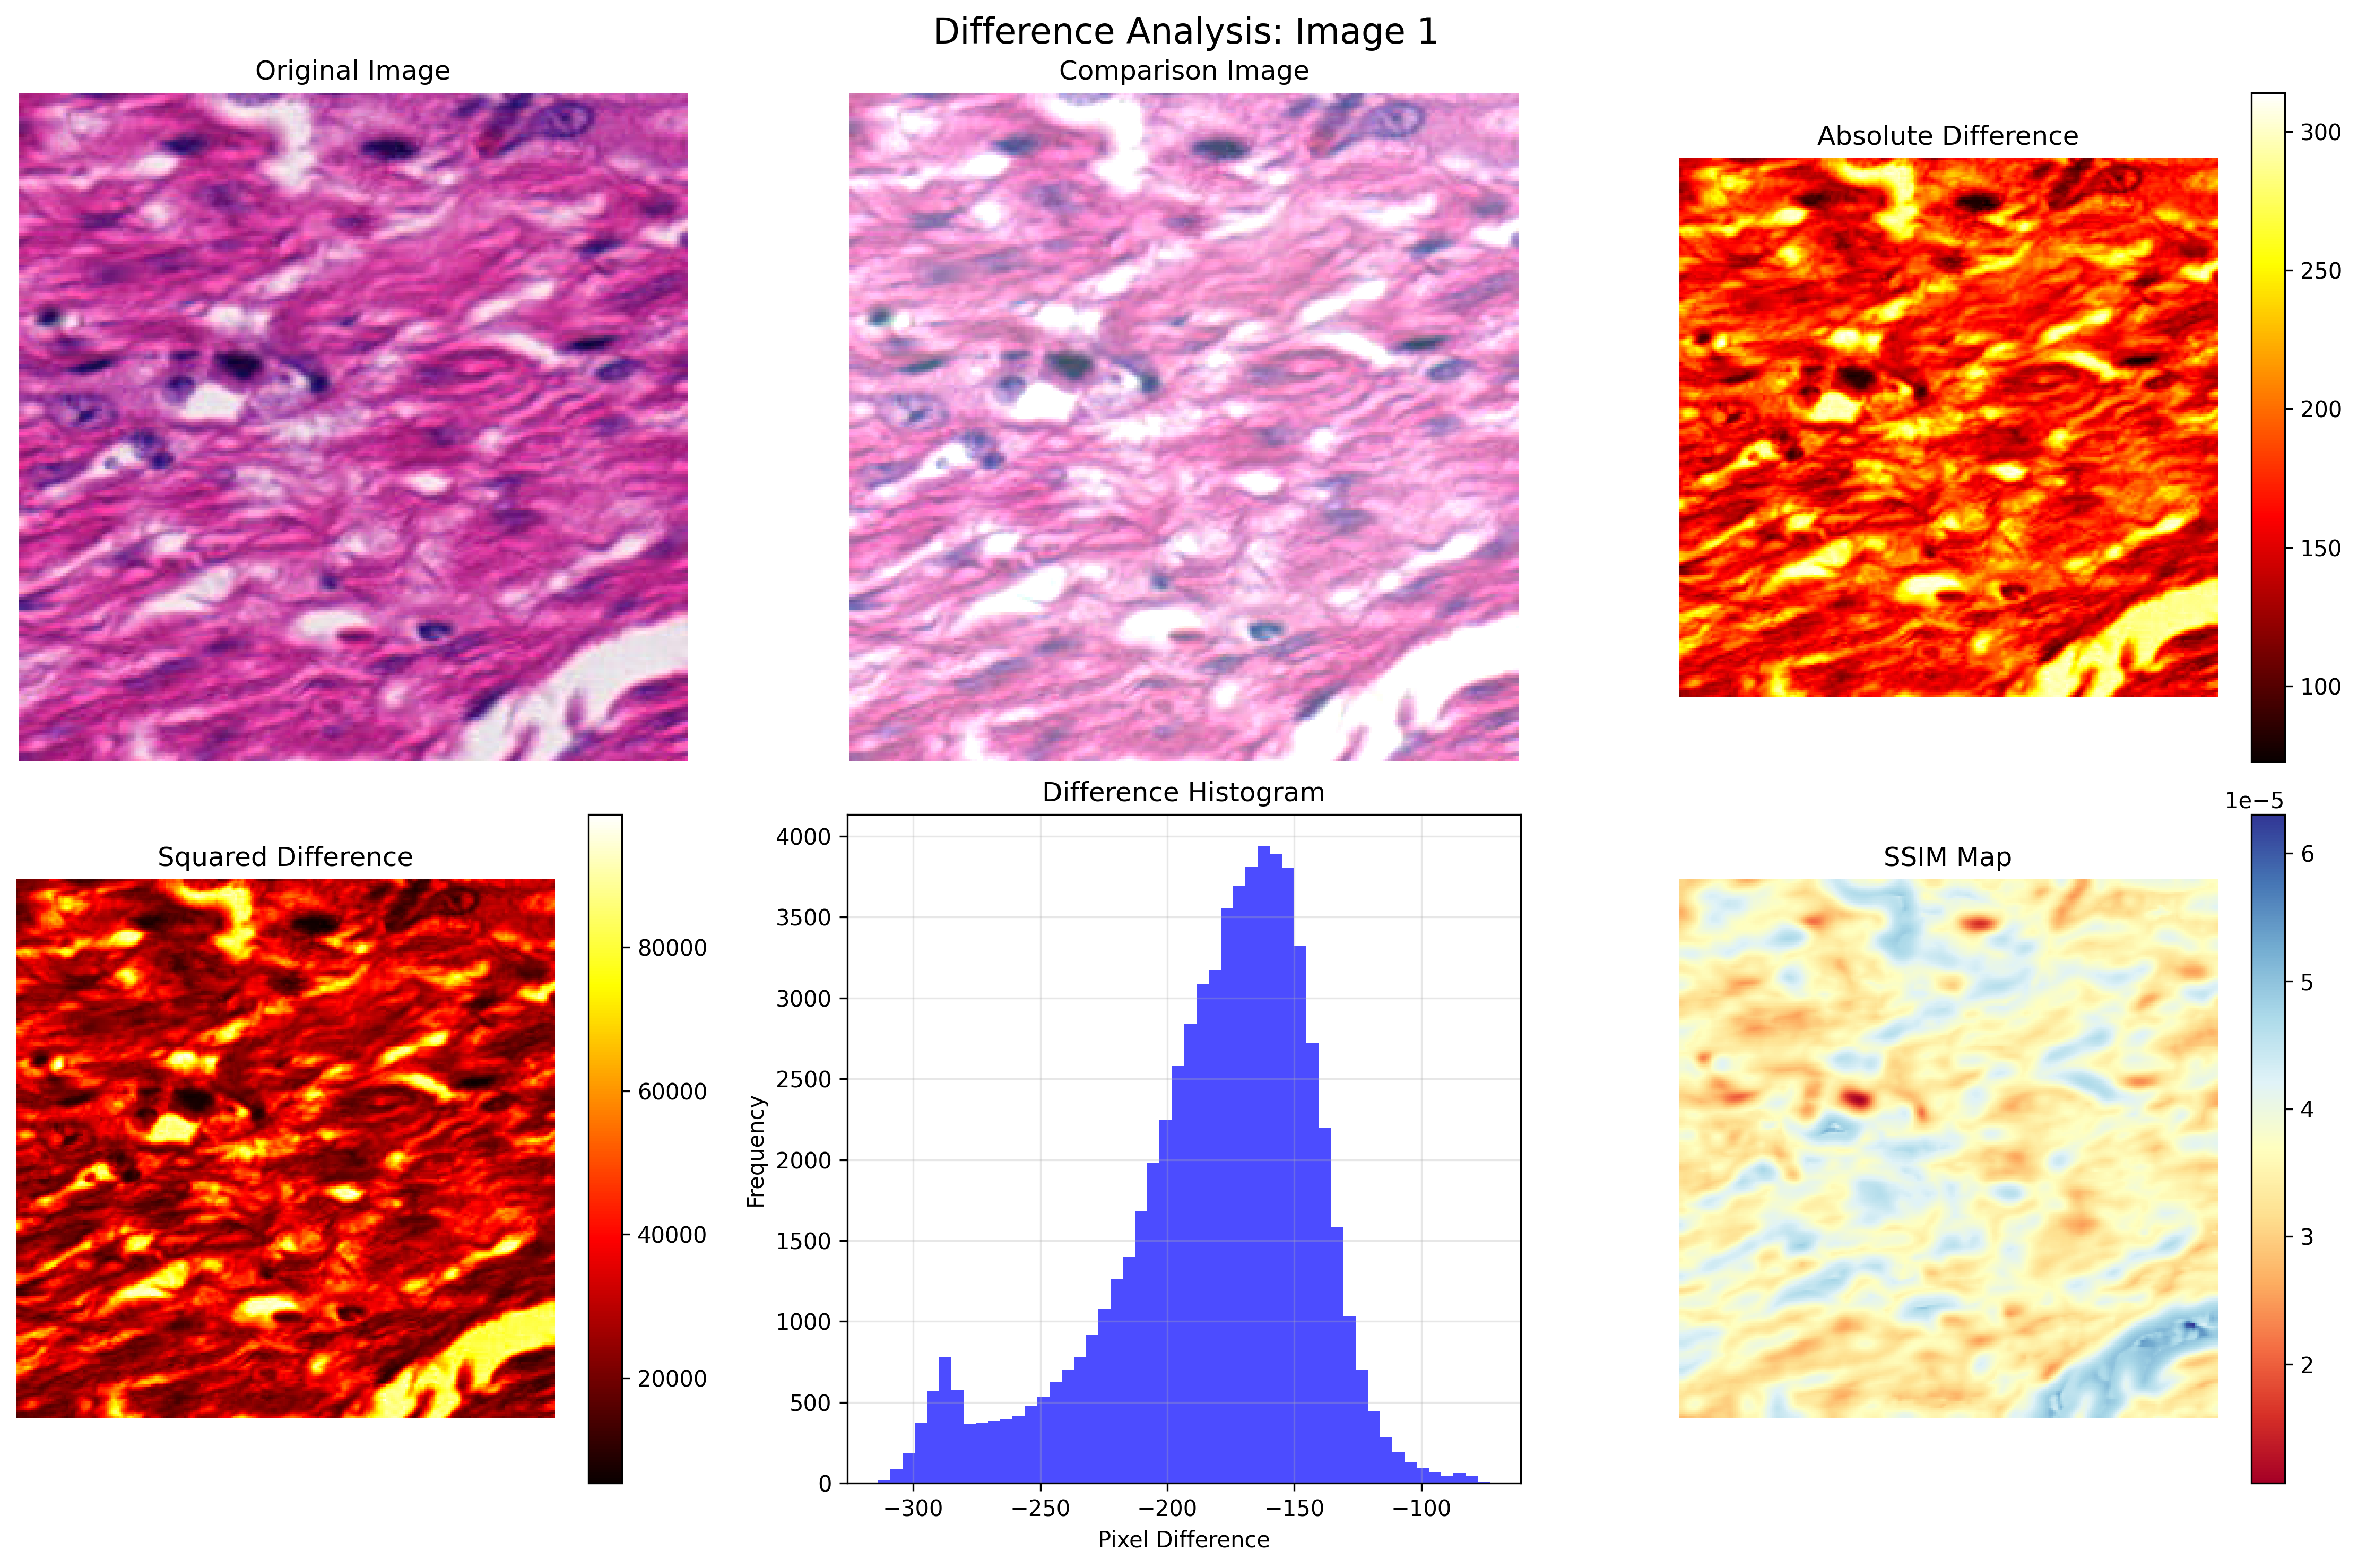 Difference Analysis: Image 1
Original Image
Comparison Image
Absolute Difference
300
250
200
150
100
Squared Difference
80000
60000
40000
20000
Difference Histogram
Frequency
4000
3500
3000
2500
2000
1500
1000
500
0
−300
−250
−200
−150
−100
Pixel Difference
SSIM Map
1e−5
6
5
4
3
2